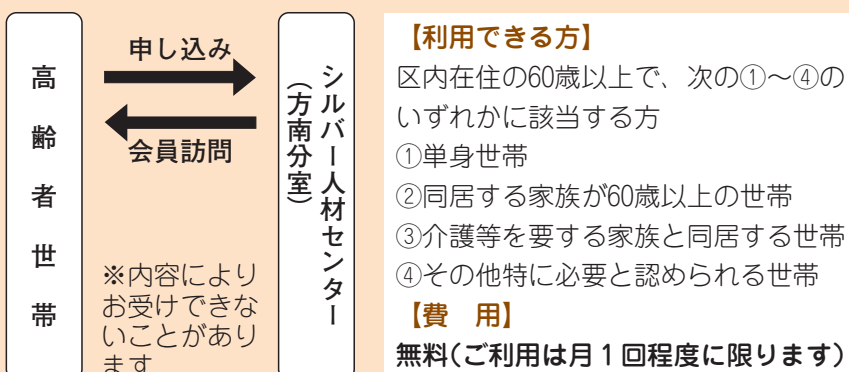 高齢者世帯
申し込み
会員訪問
※内容により
お受けできな
いことがあり
ます
シルバー人材センター
（方南分室）
【利用できる方】
区内在住の60歳以上で、次の①～④の
いずれかに該当する方
①単身世帯
②同居する家族が60歳以上の世帯
③介護等を要する家族と同居する世帯
④その他特に必要と認められる世帯
【費　用】
無料(ご利用は月１回程度に限ります)